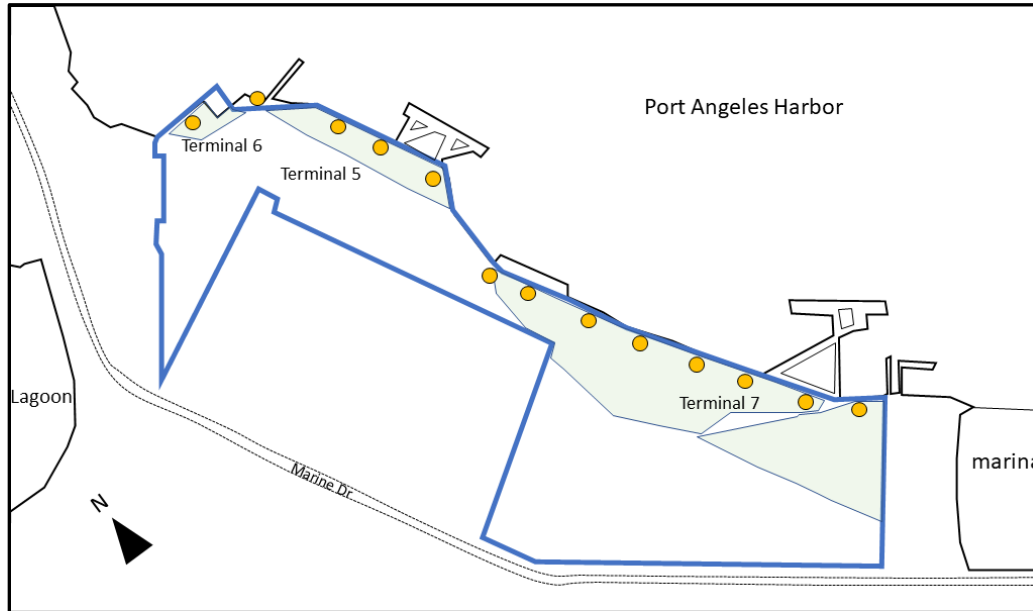 Port Angeles Harbor
Terminal 6
Terminal 5
Lagoon
Terminal 7
marina
Marine Dr
N